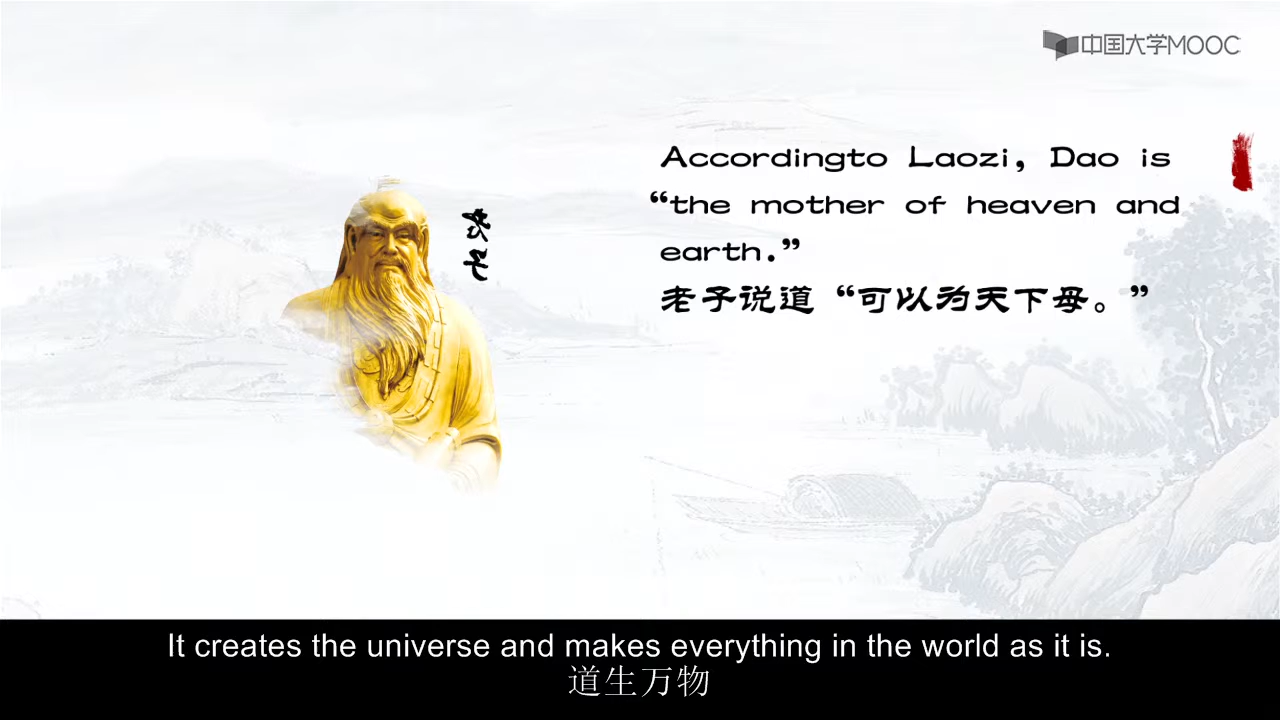 中国大学MOOC
Accordingto Laozi, Dao is
“the mother of heaven and
earth.”
老子说道“可以为天下母。”
老子
It creates the universe and makes everything in the world as it is.
道生万物